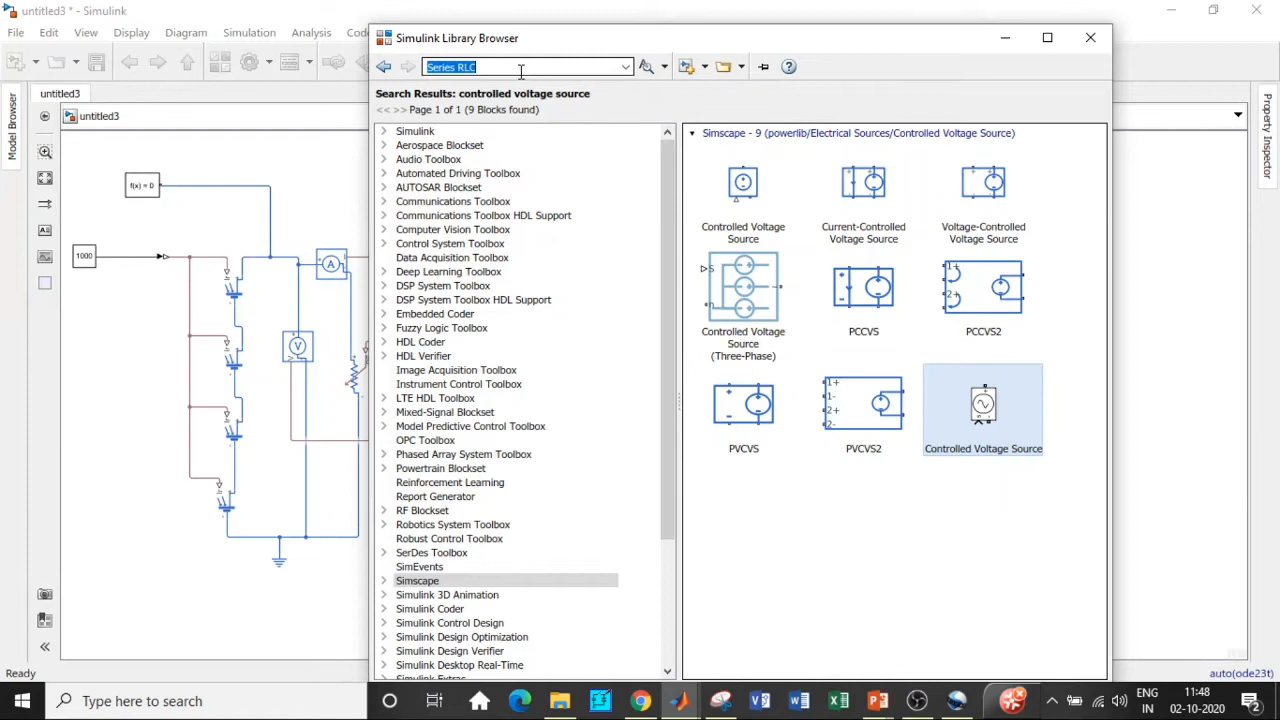 untitled3 * - Simulink
File Edit View Display Diagram Simulation Analysis
untitled3
untitled3
Model Browser
f(x) = 0
1000
A
V
Ready
Simulink Library Browser
Series RLC
Search Results: controlled voltage source
<< >> Page 1 of 1 (9 Blocks found)
Simulink
Aerospace Blockset
Audio Toolbox
Automated Driving Toolbox
AUTOSAR Blockset
Communications Toolbox
Communications Toolbox HDL Support
Computer Vision Toolbox
Control System Toolbox
Data Acquisition Toolbox
Deep Learning Toolbox
DSP System Toolbox
DSP System Toolbox HDL Support
Embedded Coder
Fuzzy Logic Toolbox
HDL Coder
HDL Verifier
Image Acquisition Toolbox
Instrument Control Toolbox
LTE HDL Toolbox
Mixed-Signal Blockset
Model Predictive Control Toolbox
OPC Toolbox
Phased Array System Toolbox
Powertrain Blockset
Reinforcement Learning
Report Generator
RF Blockset
Robotics System Toolbox
Robust Control Toolbox
SerDes Toolbox
SimEvents
Simscape
Simulink 3D Animation
Simulink Coder
Simulink Control Design
Simulink Design Optimization
Simulink Design Verifier
Simulink Desktop Real-Time
Simulink Extras
Simscape - 9 (powerlib/Electrical Sources/Controlled Voltage Source)
Controlled Voltage
Source
Current-Controlled
Voltage Source
Voltage-Controlled
Voltage Source
Controlled Voltage
Source
(Three-Phase)
PCCVS
1+
2+
PCCVS2
PVCVS
1+
1-
2+
2-
PVCVS2
Controlled Voltage Source
Property Inspector
auto(ode23t)
Type here to search
ENG
IN
11:48
02-10-2020
2